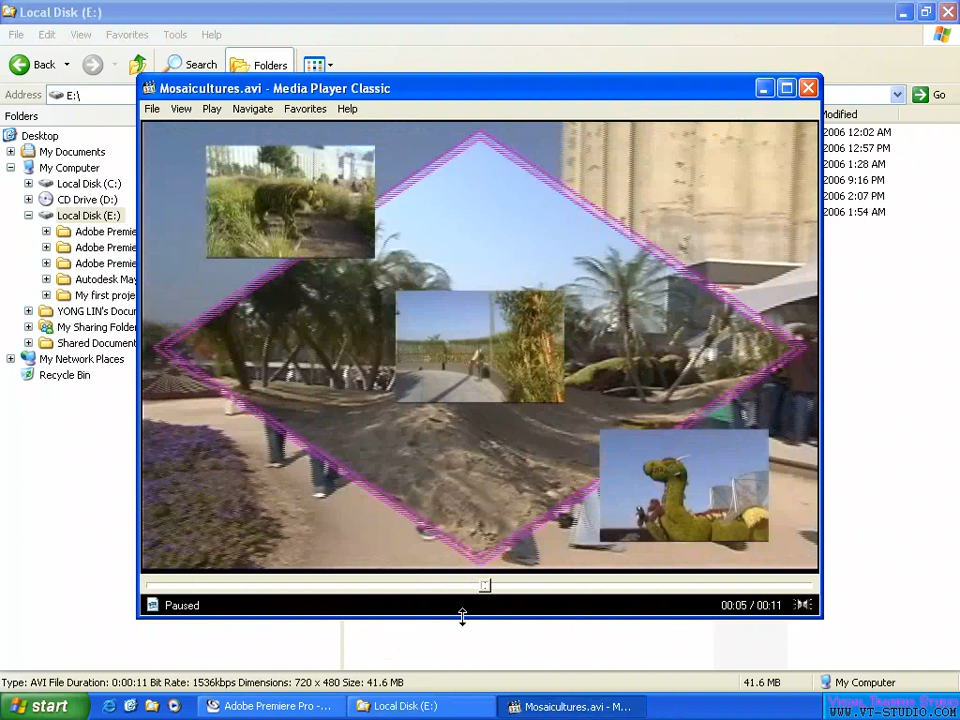 Local Disk (E:)
File Edit View Favorites Tools Help
Back Search Folders
Address E:\ Go
Folders
Desktop
My Documents
My Computer
Local Disk (C:)
CD Drive (D:)
Local Disk (E:)
Adobe Premie
Adobe Premie
Adobe Premie
Autodesk May
My first proje
YONG LIN's Docur
My Sharing Folder
Shared Document
My Network Places
Recycle Bin
Modified
2006 12:02 AM
2006 12:57 PM
2006 1:28 AM
2006 9:16 PM
2006 2:07 PM
2006 1:54 AM
Mosaicultures.avi - Media Player Classic
File View Play Navigate Favorites Help
Paused 00:05 / 00:11
Type: AVI File Duration: 0:00:11 Bit Rate: 1536kbps Dimensions: 720 x 480 Size: 41.6 MB 41.6 MB My Computer
start Adobe Premiere Pro -... Local Disk (E:) Mosaicultures.avi - M...
Visual Training Studio
WWW.VT-STUDIO.COM